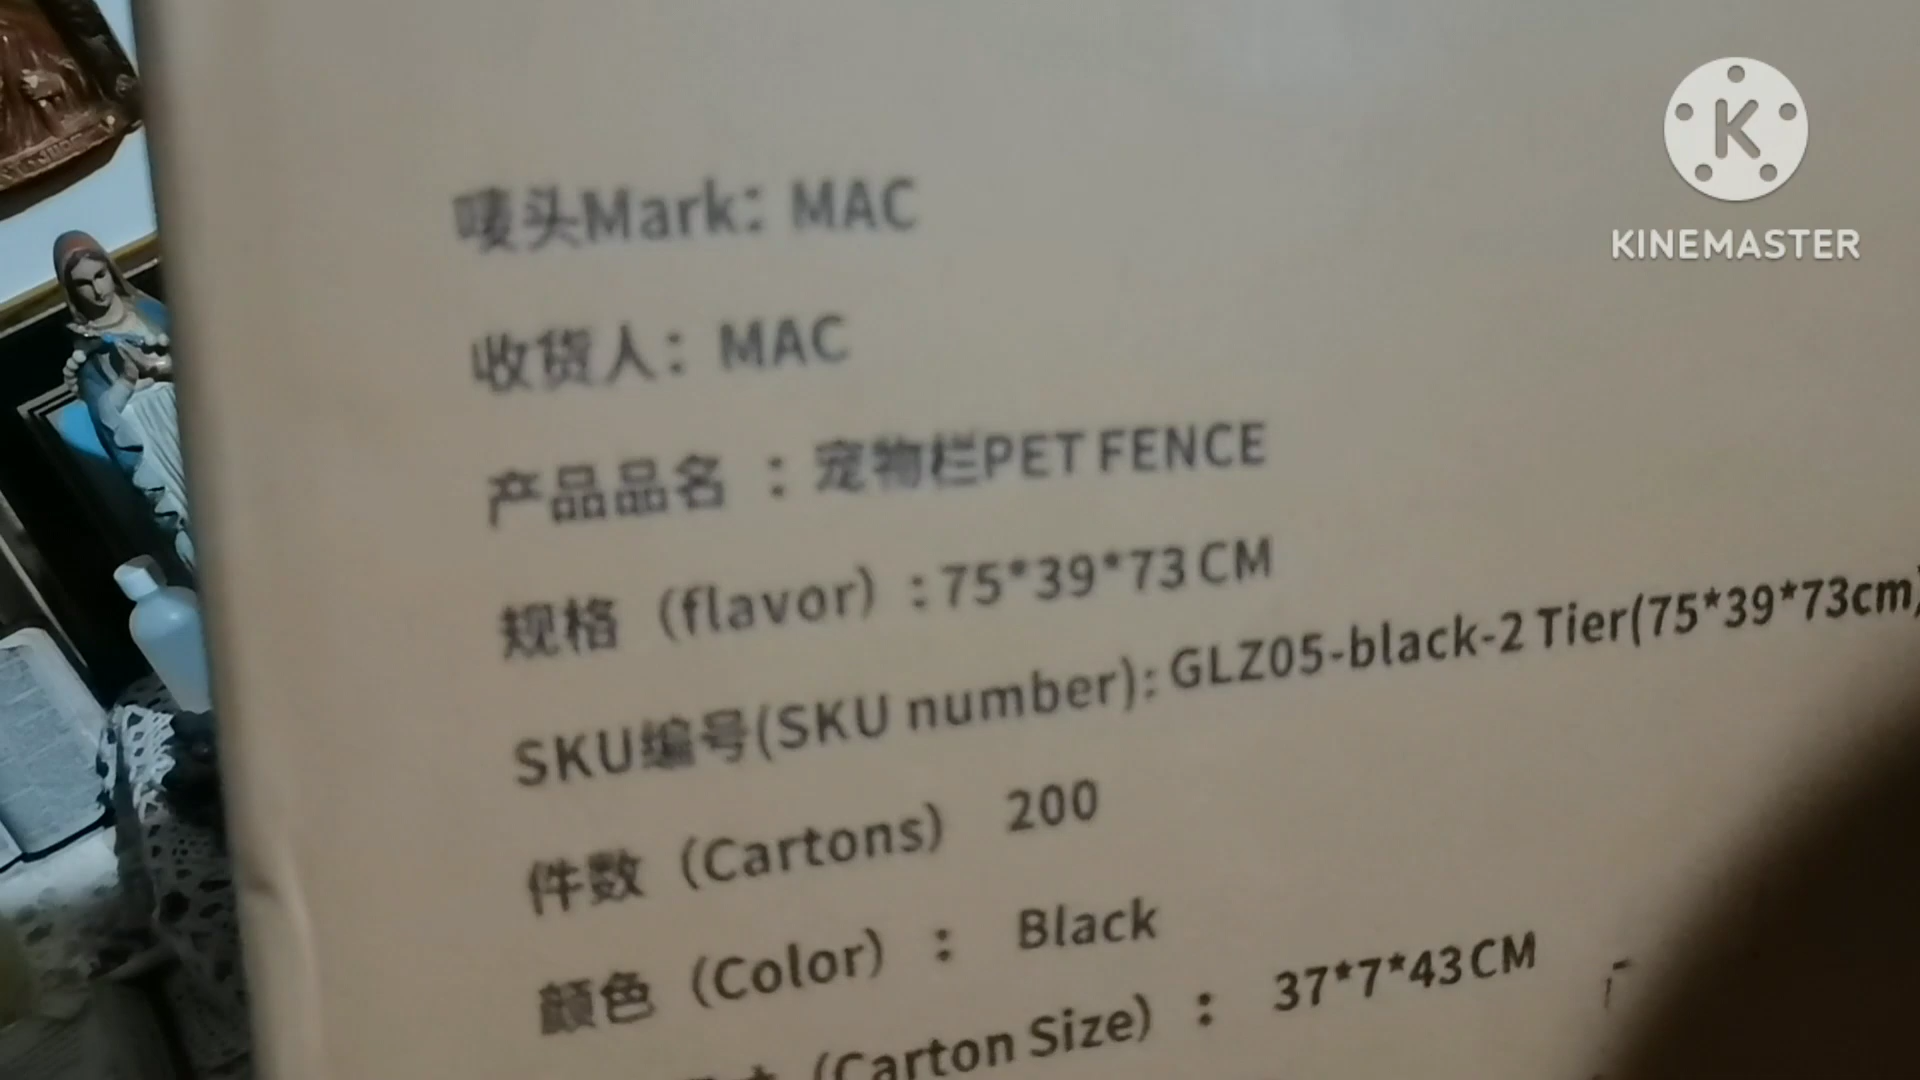 KINEMASTER
唛头Mark: MAC
收货人: MAC
产品品名 : 宠物栏PET FENCE
规格 (flavor) : 75*39*73 CM
SKU编号(SKU number): GLZ05-black-2 Tier(75*39*73cm)
件数 (Cartons) 200
颜色 (Color) : Black
(Carton Size) : 37*7*43CM